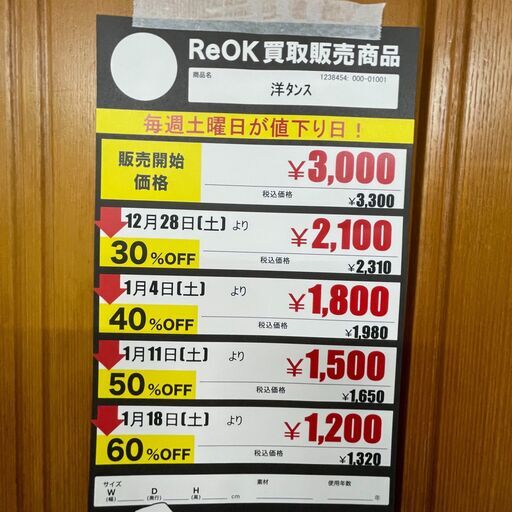 ReOK 買取販売商品
商品名
1238454: 000-01001
洋タンス
毎週土曜日が値下り日！
販売開始
価格
¥3,000
税込価格 ¥3,300
12月28日(土) より
30%OFF
¥2,100
税込価格 ¥2,310
1月4日(土) より
40%OFF
¥1,800
税込価格 ¥1,980
1月11日(土) より
50%OFF
¥1,500
税込価格 ¥1,650
1月18日(土) より
60%OFF
¥1,200
税込価格 ¥1,320
サイズ
W D H
(幅) (奥行) (高) cm
素材
使用年数
年